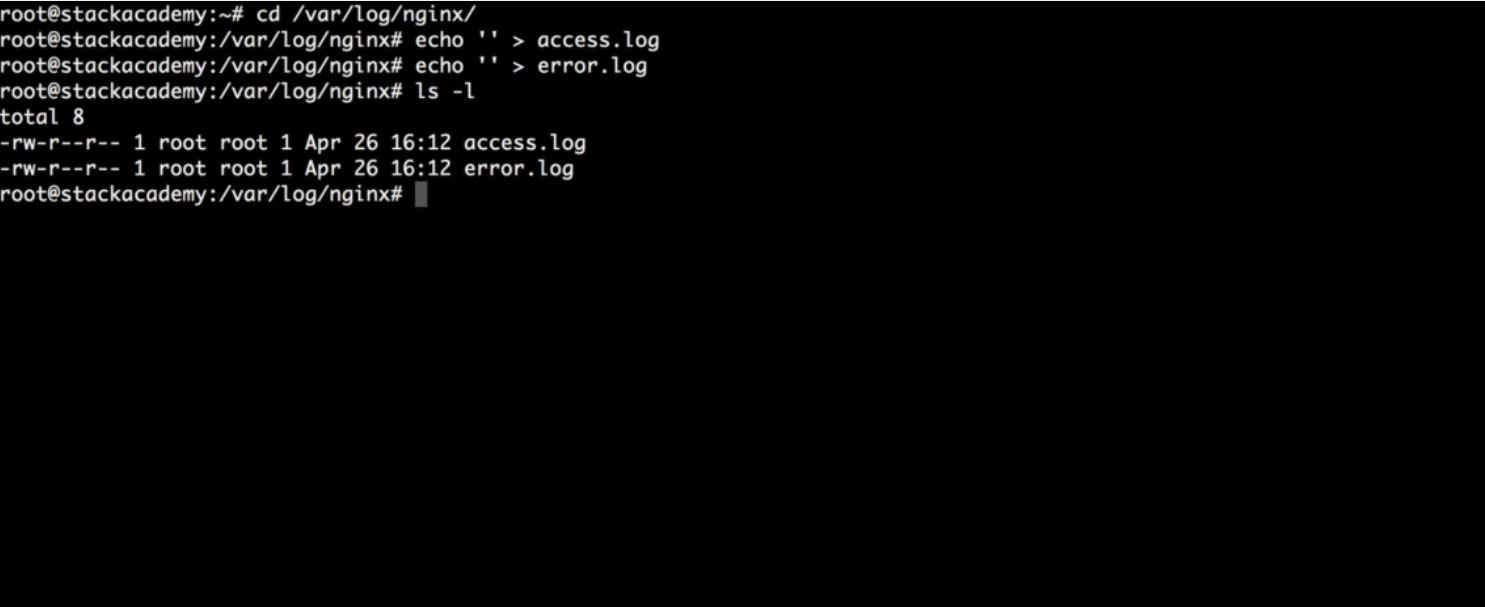 root@stackacademy:~# cd /var/log/nginx/
root@stackacademy:/var/log/nginx# echo '' > access.log
root@stackacademy:/var/log/nginx# echo '' > error.log
root@stackacademy:/var/log/nginx# ls -l
total 8
-rw-r--r-- 1 root root 1 Apr 26 16:12 access.log
-rw-r--r-- 1 root root 1 Apr 26 16:12 error.log
root@stackacademy:/var/log/nginx#